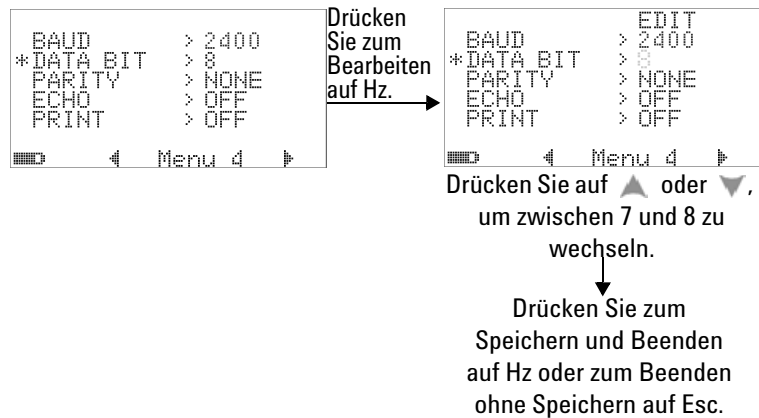 BAUD > 2400
*DATA BIT > 8
PARITY > NONE
ECHO > OFF
PRINT > OFF
Menu 4
Drücken
Sie zum
Bearbeiten
auf Hz.
EDIT
BAUD > 2400
*DATA BIT > 8
PARITY > NONE
ECHO > OFF
PRINT > OFF
Menu 4
Drücken Sie auf ▲ oder ▼,
um zwischen 7 und 8 zu
wechseln.
Drücken Sie zum
Speichern und Beenden
auf Hz oder zum Beenden
ohne Speichern auf Esc.